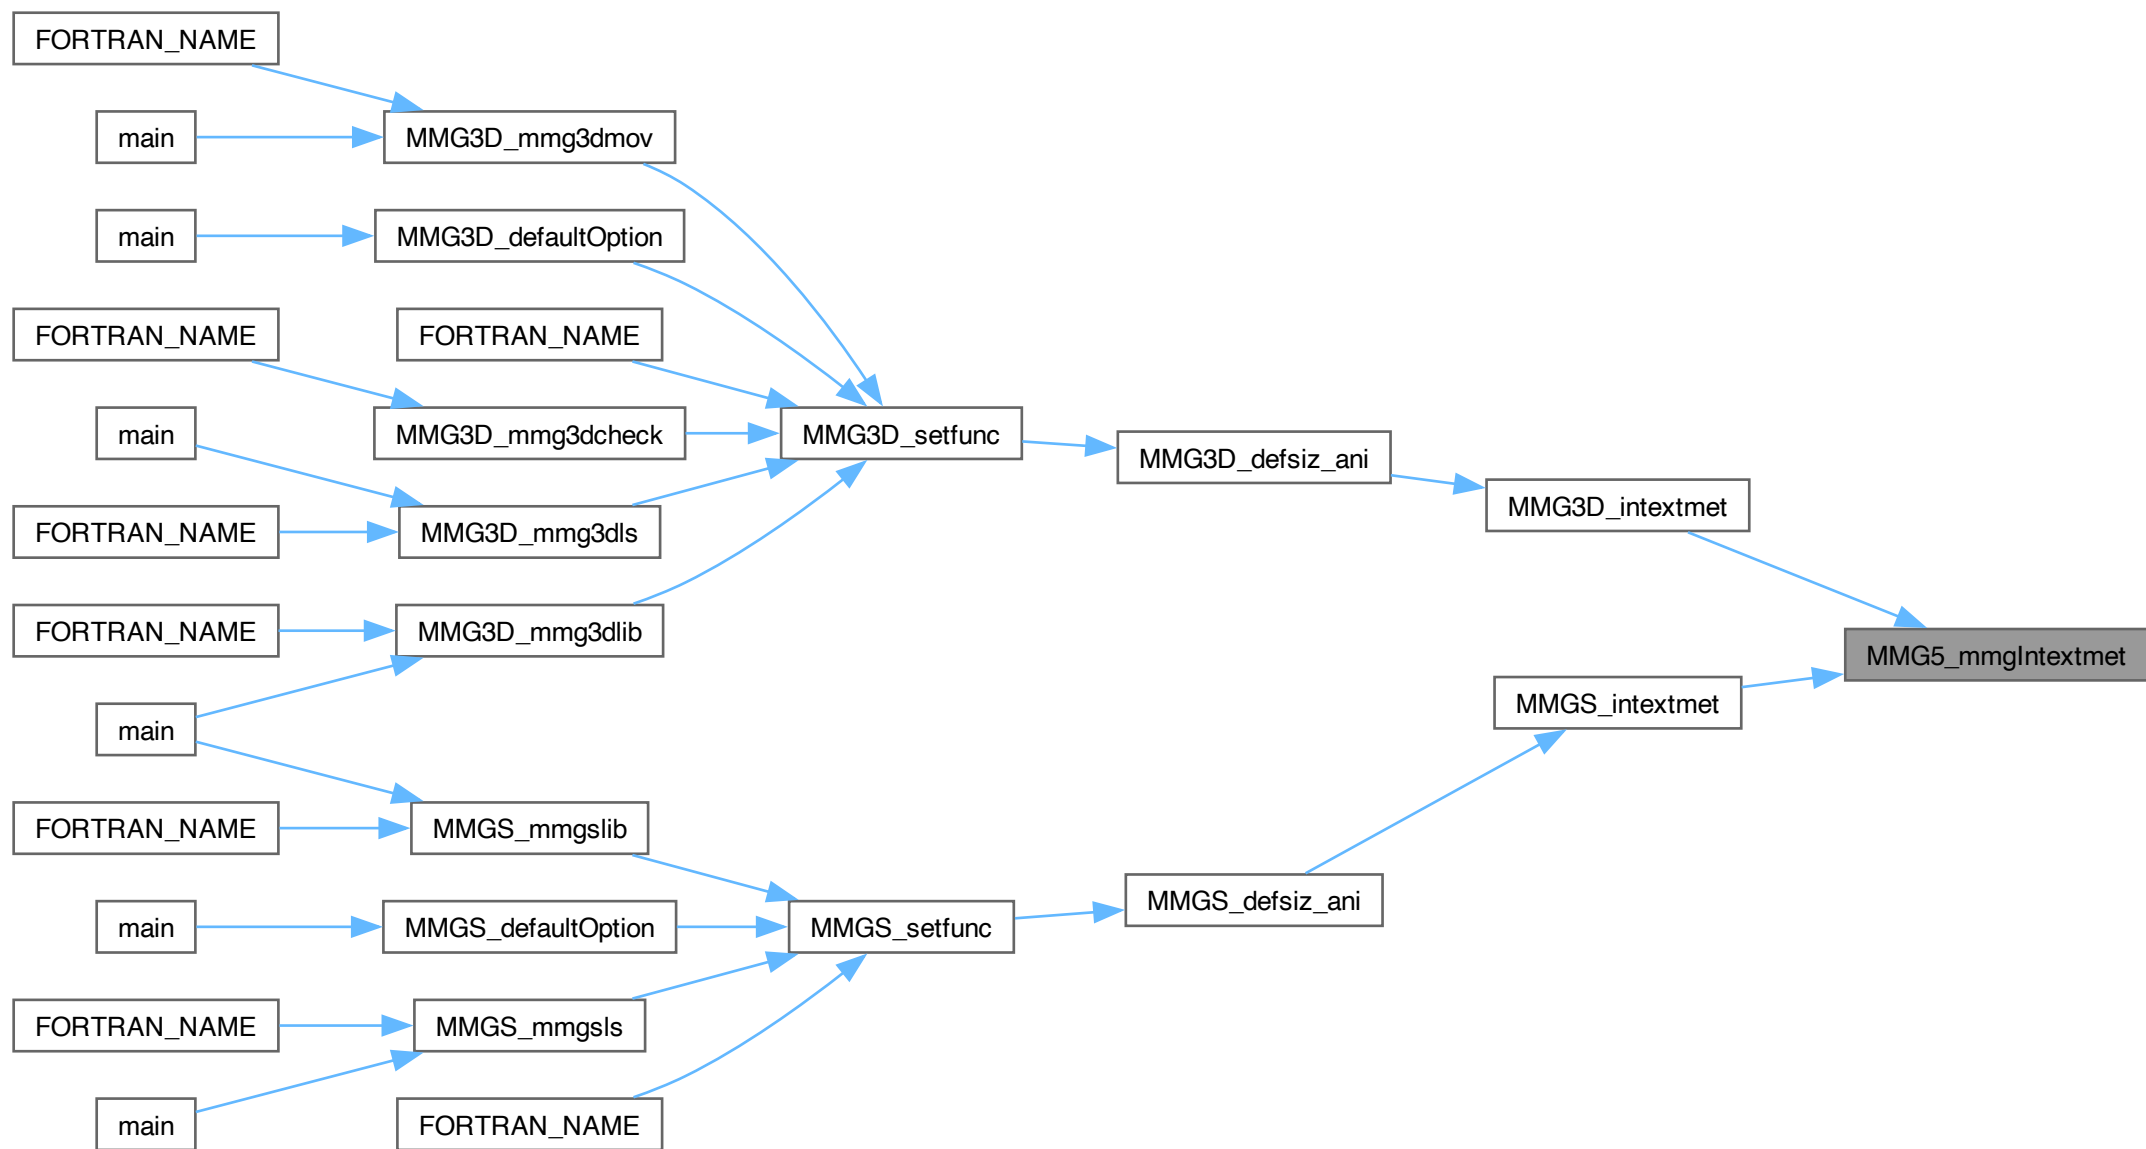 FORTRAN_NAME
main
MMG3D_mmg3dmov
main
MMG3D_defaultOption
FORTRAN_NAME
FORTRAN_NAME
main
MMG3D_mmg3dcheck
MMG3D_setfunc
MMG3D_defsiz_ani
MMG3D_intextmet
FORTRAN_NAME
MMG3D_mmg3dls
FORTRAN_NAME
MMG3D_mmg3dlib
MMG5_mmgIntextmet
main
MMGS_intextmet
FORTRAN_NAME
MMGS_mmgslib
main
MMGS_defaultOption
MMGS_setfunc
MMGS_defsiz_ani
FORTRAN_NAME
MMGS_mmgsls
main
FORTRAN_NAME